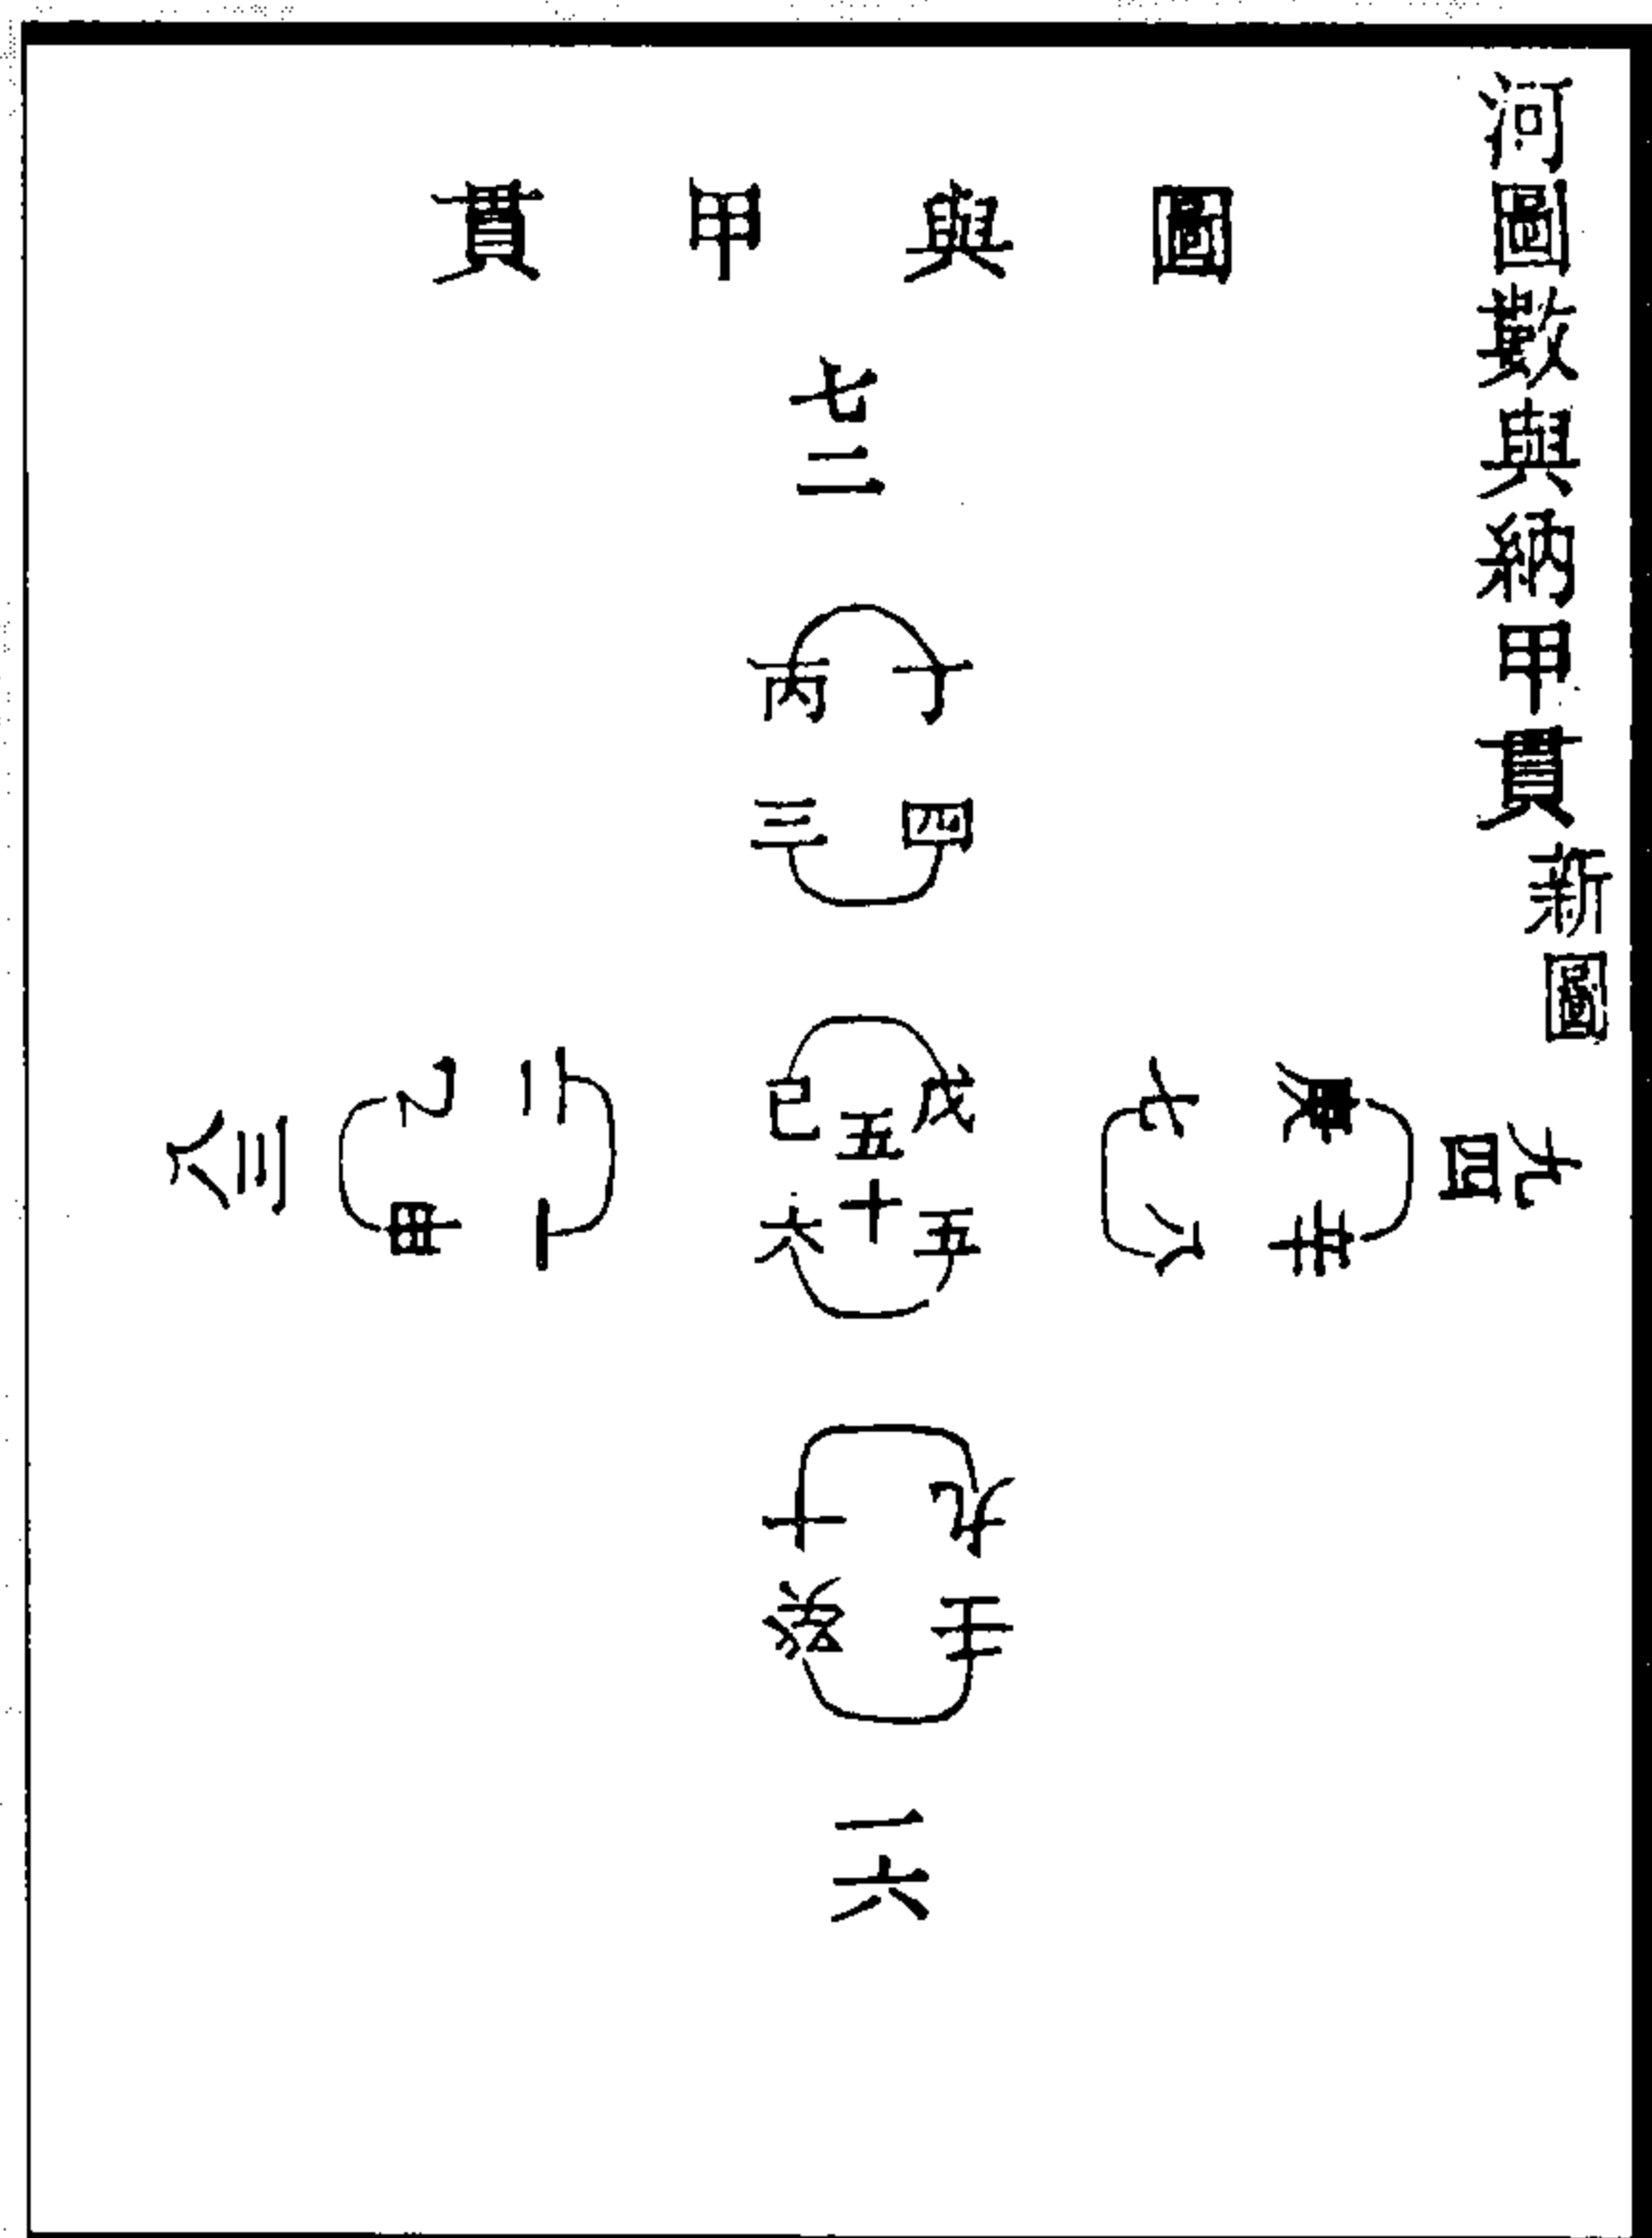 河圖數與納甲貫新圖
圖與甲貫
七二
丁丙
四三
九四
庚辛
七八
戊己
五十
五六
二一
乙甲
三八
九十
壬癸
一六